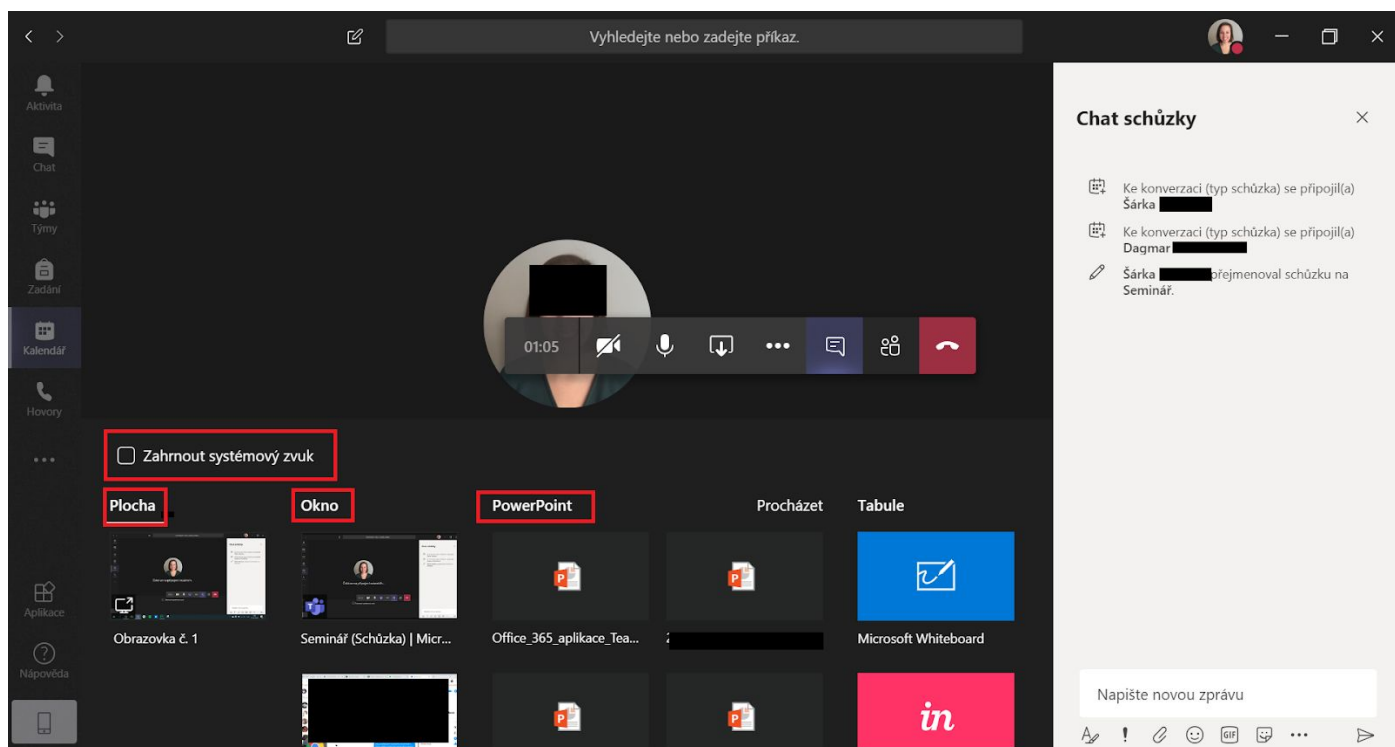 Vyhledejte nebo zadejte příkaz.
Aktivita
Chat
Týmy
Zadání
Kalendář
Hovory
Aplikace
Nápověda
01:05
Zahrnout systémový zvuk
Plocha
Okno
PowerPoint
Procházet
Tabule
Obrazovka č. 1
Seminář (Schůzka) | Micr...
Office_365_aplikace_Tea...
Microsoft Whiteboard
in
Chat schůzky
Ke konverzaci (typ schůzka) se připojil(a)
Šárka
Ke konverzaci (typ schůzka) se připojil(a)
Dagmar
Šárka přejmenoval schůzku na
Seminář.
Napište novou zprávu
GIF